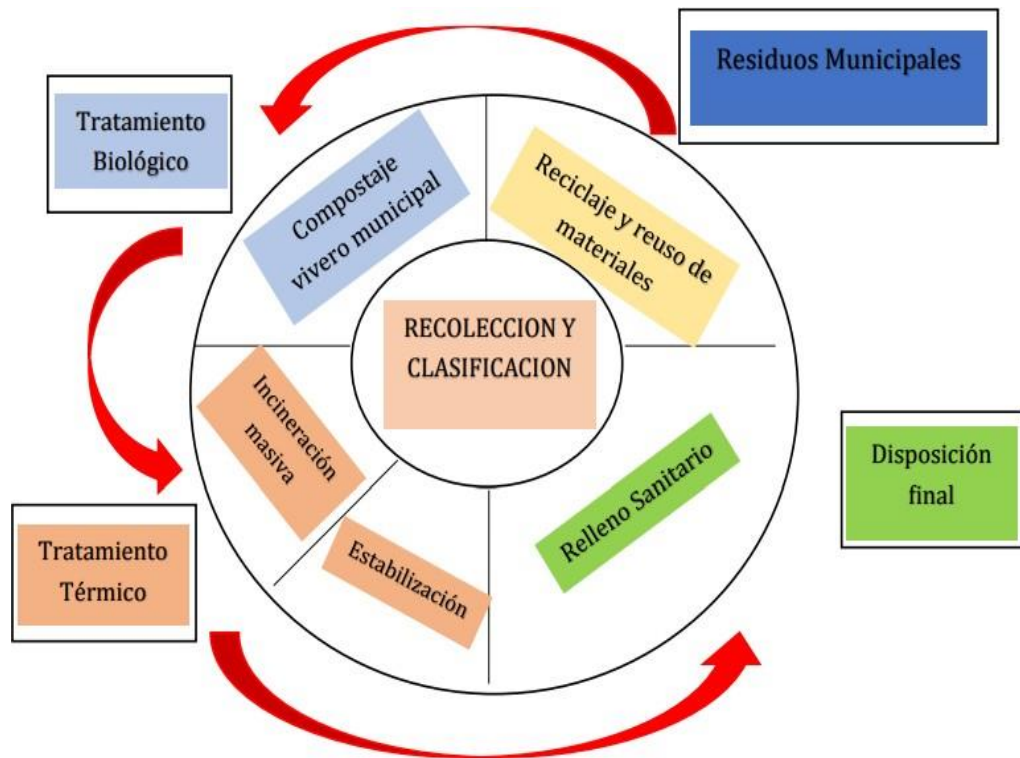 Residuos Municipales
Tratamiento
Biológico
Compostaje
vivero municipal
Reciclaje y reuso de
materiales
RECOLECCION Y
CLASIFICACION
Incineración
masiva
Estabilización
Relleno Sanitario
Disposición
final
Tratamiento
Térmico